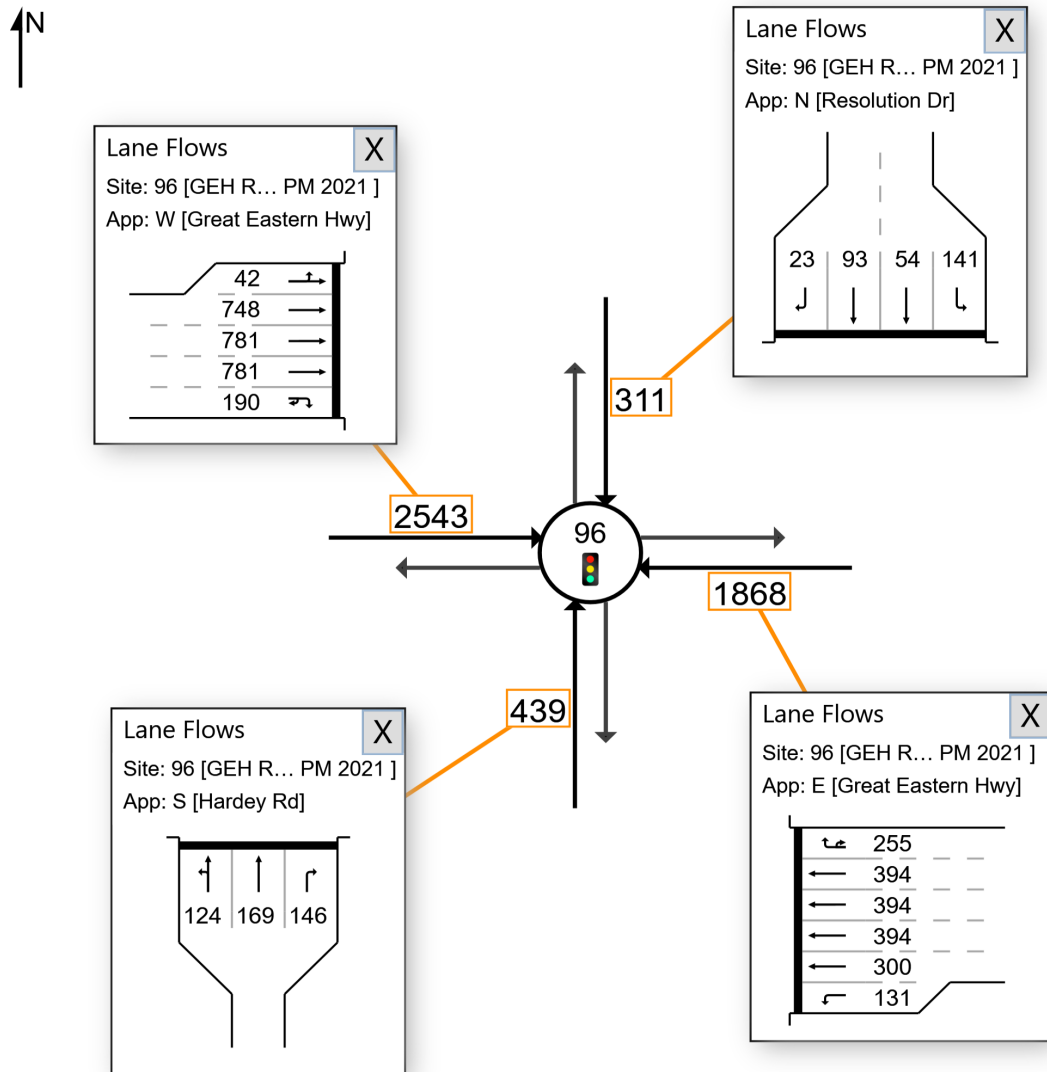 N
Lane Flows X
Site: 96 [GEH R... PM 2021 ]
App: N [Resolution Dr]
23 93 54 141
Lane Flows X
Site: 96 [GEH R... PM 2021 ]
App: W [Great Eastern Hwy]
42
748
781
781
190
311
2543
96
1868
439
Lane Flows X
Site: 96 [GEH R... PM 2021 ]
App: S [Hardey Rd]
124 169 146
Lane Flows X
Site: 96 [GEH R... PM 2021 ]
App: E [Great Eastern Hwy]
255
394
394
394
300
131